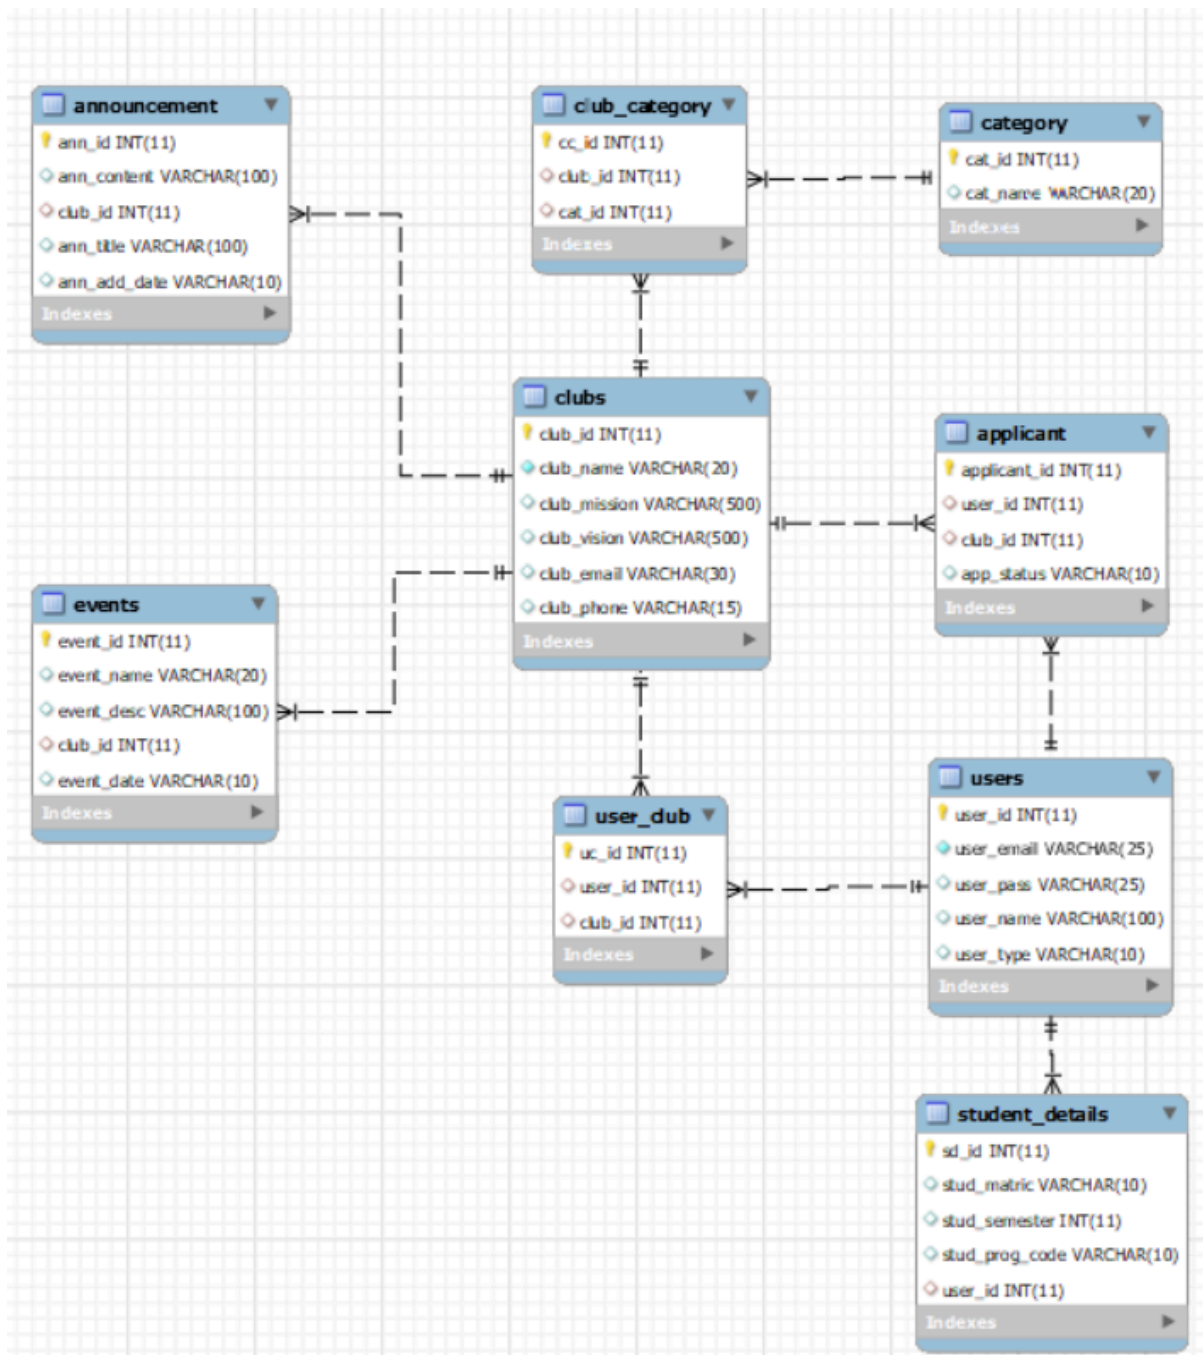 announcement
ann_id INT(11)
ann_content VARCHAR(100)
club_id INT(11)
ann_title VARCHAR(100)
ann_add_date VARCHAR(10)
Indexes
club_category
cc_id INT(11)
club_id INT(11)
cat_id INT(11)
Indexes
category
cat_id INT(11)
cat_name VARCHAR(20)
Indexes
clubs
club_id INT(11)
club_name VARCHAR(20)
club_mission VARCHAR(500)
club_vision VARCHAR(500)
club_email VARCHAR(30)
club_phone VARCHAR(15)
Indexes
applicant
applicant_id INT(11)
user_id INT(11)
club_id INT(11)
app_status VARCHAR(10)
Indexes
events
event_id INT(11)
event_name VARCHAR(20)
event_desc VARCHAR(100)
club_id INT(11)
event_date VARCHAR(10)
Indexes
user_club
uc_id INT(11)
user_id INT(11)
club_id INT(11)
Indexes
users
user_id INT(11)
user_email VARCHAR(25)
user_pass VARCHAR(25)
user_name VARCHAR(100)
user_type VARCHAR(10)
Indexes
student_details
sd_id INT(11)
stud_matric VARCHAR(10)
stud_semester INT(11)
stud_prog_code VARCHAR(10)
user_id INT(11)
Indexes